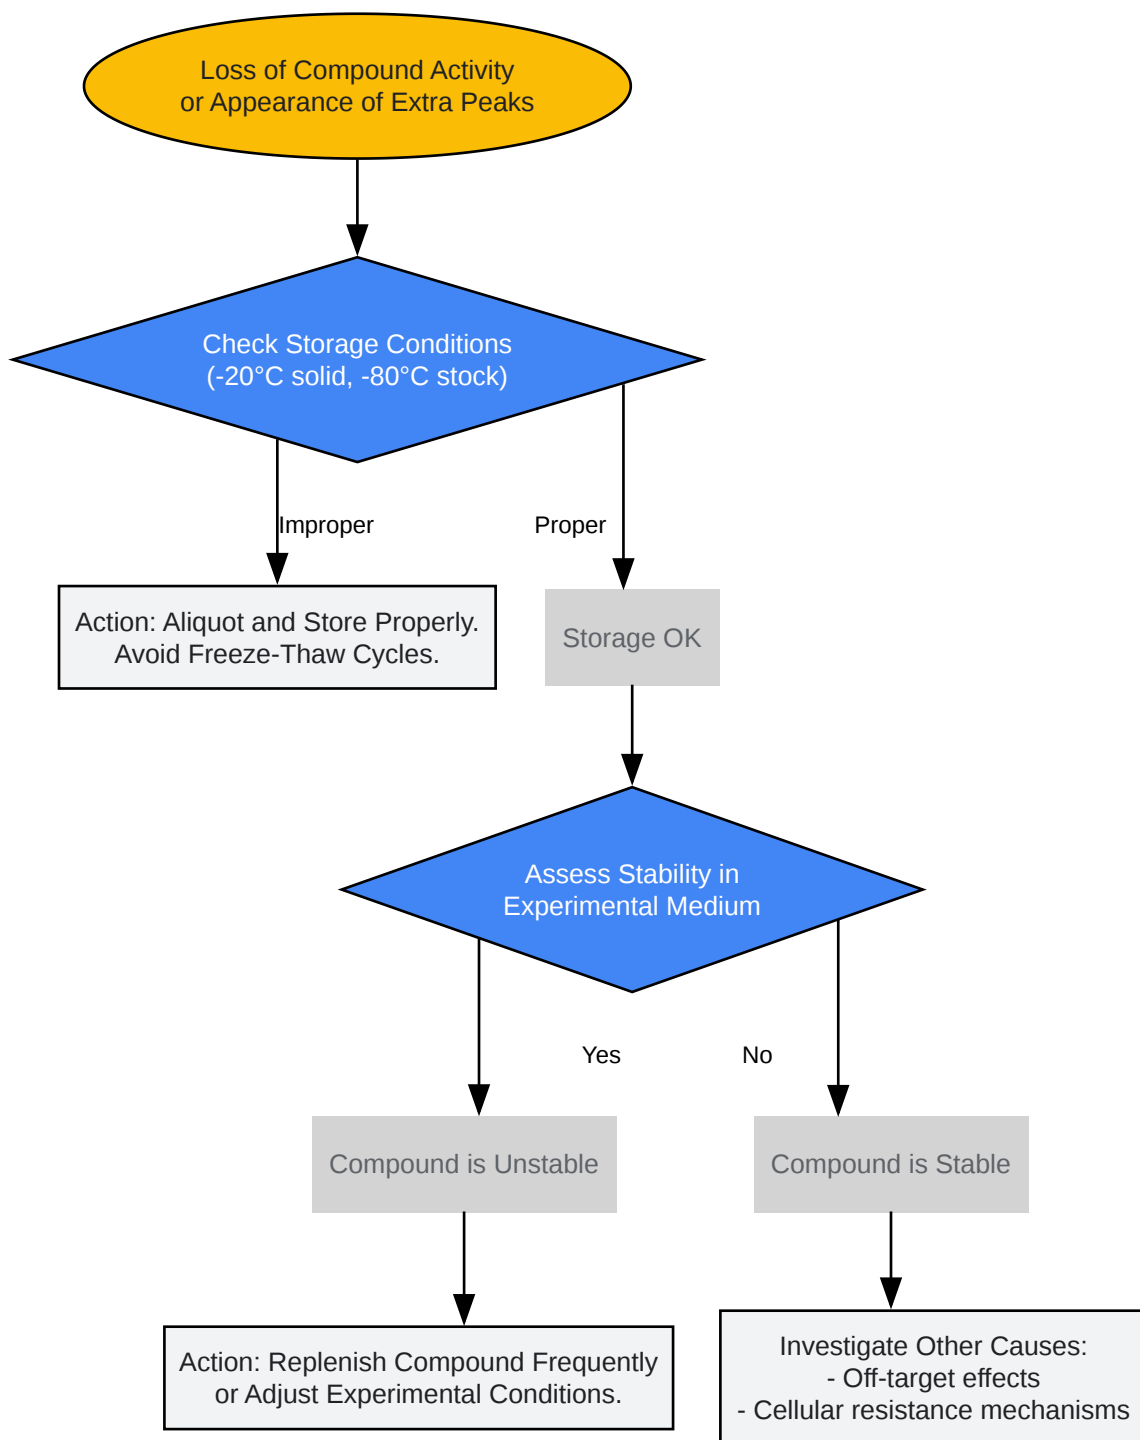 Loss of Compound Activity
or Appearance of Extra Peaks
Check Storage Conditions
(-20°C solid, -80°C stock)
Improper
Proper
Action: Aliquot and Store Properly.
Avoid Freeze-Thaw Cycles.
Storage OK
Assess Stability in
Experimental Medium
Yes
No
Compound is Unstable
Compound is Stable
Action: Replenish Compound Frequently
or Adjust Experimental Conditions.
Investigate Other Causes:
- Off-target effects
- Cellular resistance mechanisms